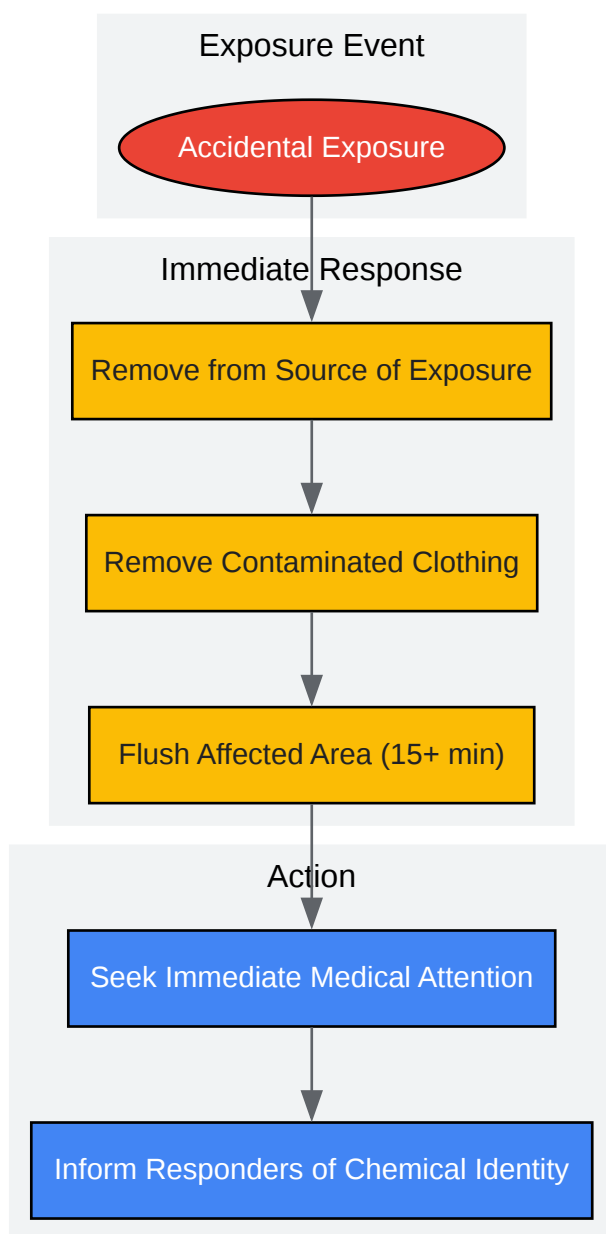 Exposure Event
Accidental Exposure
Immediate Response
Remove from Source of Exposure
Remove Contaminated Clothing
Flush Affected Area (15+ min)
Action
Seek Immediate Medical Attention
Inform Responders of Chemical Identity